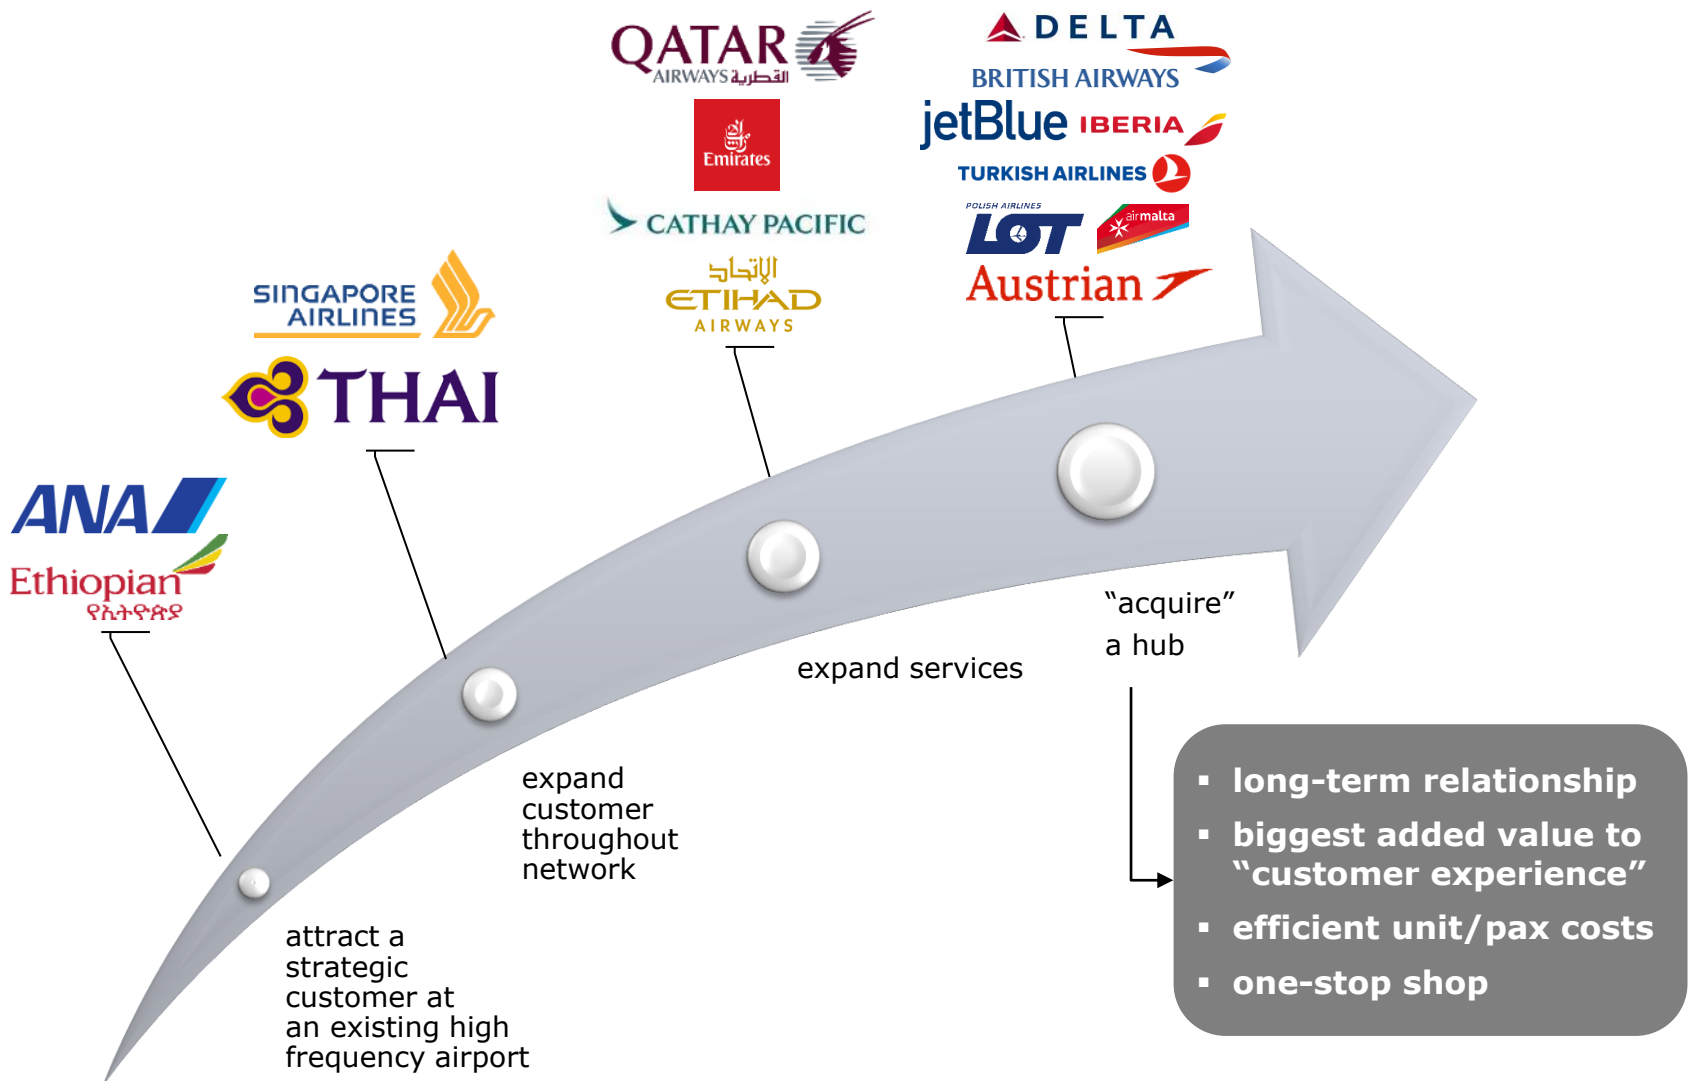 QATAR
AIRWAYS القطرية
Emirates
CATHAY PACIFIC
الإتحاد
ETIHAD
AIRWAYS
DELTA
BRITISH AIRWAYS
jetBlue IBERIA
TURKISH AIRLINES
POLISH AIRLINES
LOT airmalta
Austrian
SINGAPORE
AIRLINES
THAI
ANA
Ethiopian
የኢትዮጵያ
attract a
strategic
customer at
an existing high
frequency airport
expand
customer
throughout
network
expand services
“acquire”
a hub
▪ long-term relationship
▪ biggest added value to
“customer experience”
▪ efficient unit/pax costs
▪ one-stop shop